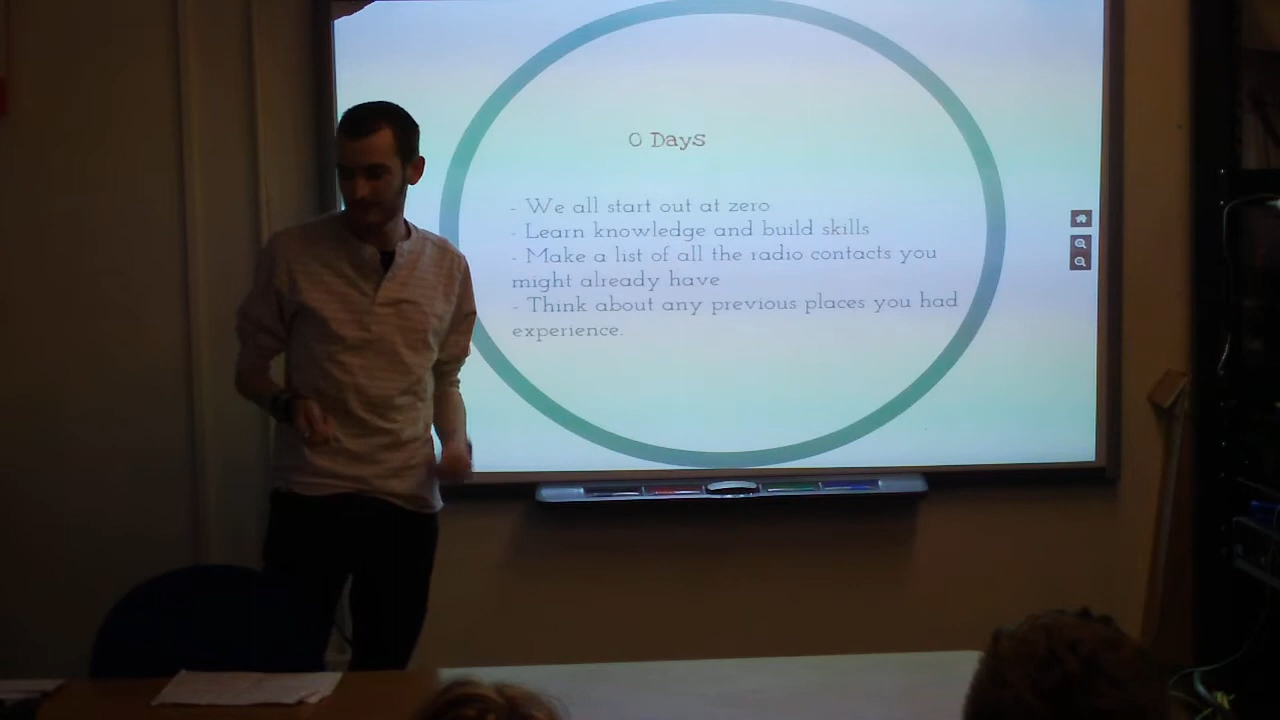 0 Days
- We all start out at zero
- Learn knowledge and build skills
- Make a list of all the radio contacts you
might already have
- Think about any previous places you had
experience.